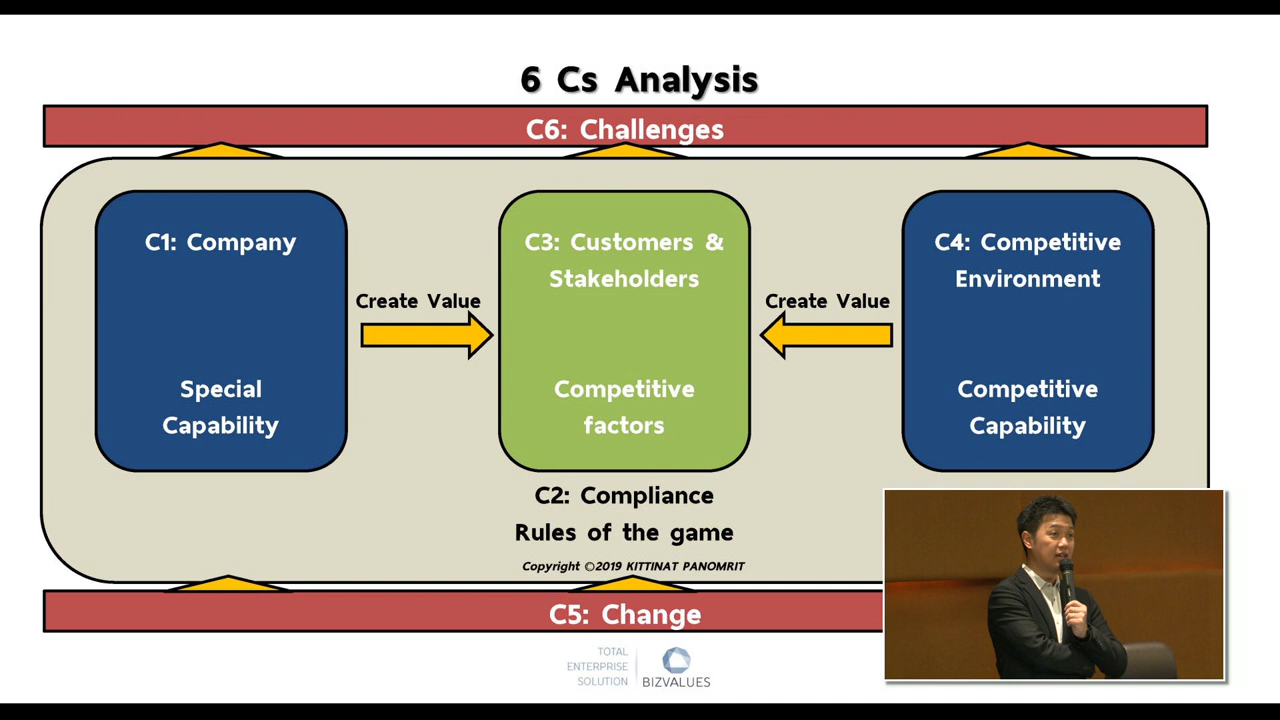 6 Cs Analysis
C6: Challenges
C1: Company
Special
Capability
Create Value
C3: Customers &
Stakeholders
Competitive
factors
Create Value
C4: Competitive
Environment
Competitive
Capability
C2: Compliance
Rules of the game
Copyright ©2019 KITTINAT PANOMRIT
C5: Change
TOTAL
ENTERPRISE
SOLUTION
BIZVALUES